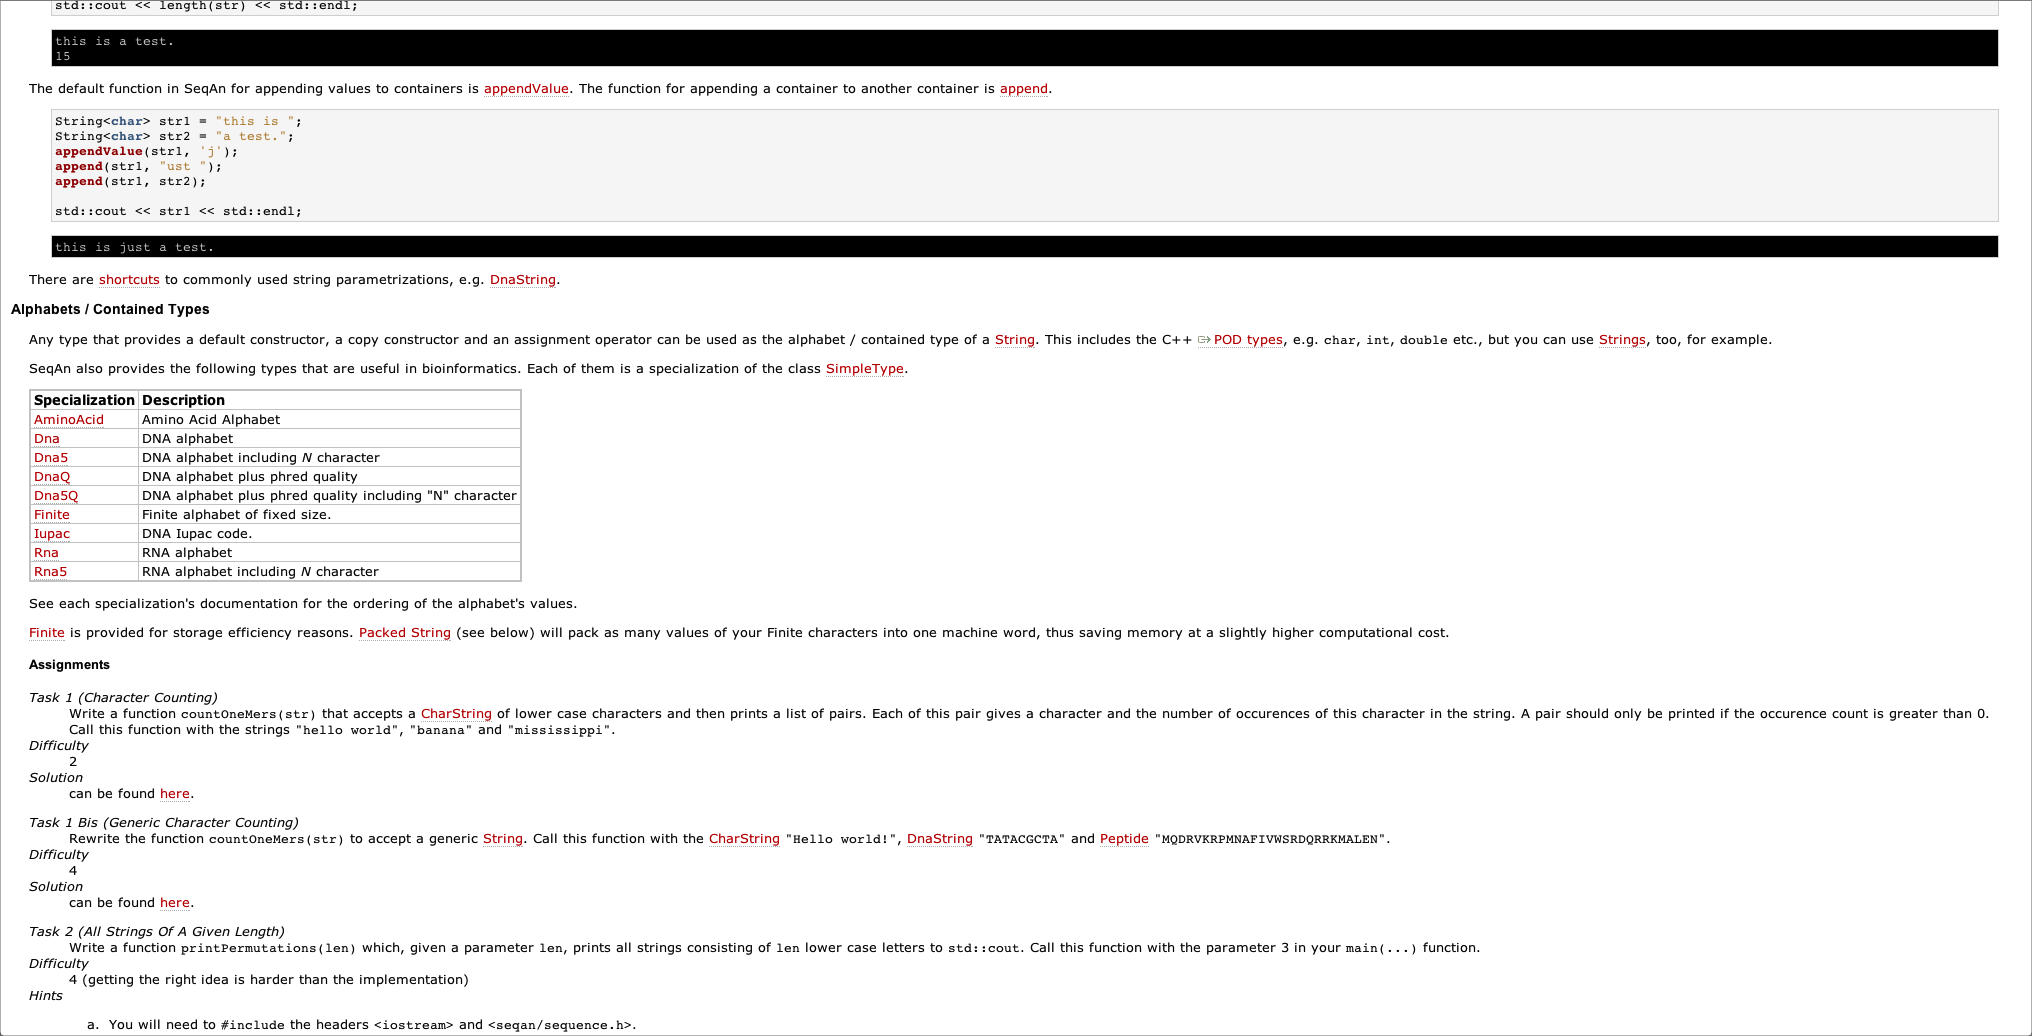 std::cout << length(str) << std::endl;
this is a test.
15
The default function in SeqAn for appending values to containers is appendValue. The function for appending a container to another container is append.
String<char> str1 = "this is ";
String<char> str2 = "a test.";
appendValue(str1, 'j');
append(str1, "ust ");
append(str1, str2);
std::cout << str1 << std::endl;
this is just a test.
There are shortcuts to commonly used string parametrizations, e.g. DnaString.
Alphabets / Contained Types
Any type that provides a default constructor, a copy constructor and an assignment operator can be used as the alphabet / contained type of a String. This includes the C++ POD types, e.g. char, int, double etc., but you can use Strings, too, for example.
SeqAn also provides the following types that are useful in bioinformatics. Each of them is a specialization of the class SimpleType.
Specialization Description
AminoAcid Amino Acid Alphabet
Dna DNA alphabet
Dna5 DNA alphabet including N character
DnaQ DNA alphabet plus phred quality
Dna5Q DNA alphabet plus phred quality including "N" character
Finite Finite alphabet of fixed size.
Iupac DNA Iupac code.
Rna RNA alphabet
Rna5 RNA alphabet including N character
See each specialization's documentation for the ordering of the alphabet's values.
Finite is provided for storage efficiency reasons. Packed String (see below) will pack as many values of your Finite characters into one machine word, thus saving memory at a slightly higher computational cost.
Assignments
Task 1 (Character Counting)
Write a function countOneMers(str) that accepts a CharString of lower case characters and then prints a list of pairs. Each of this pair gives a character and the number of occurences of this character in the string. A pair should only be printed if the occurence count is greater than 0.
Call this function with the strings "hello world", "banana" and "mississippi".
Difficulty
2
Solution
can be found here.
Task 1 Bis (Generic Character Counting)
Rewrite the function countOneMers(str) to accept a generic String. Call this function with the CharString "Hello world!", DnaString "TATACGCTA" and Peptide "MQDRVKRPMNAFIVWSRDQRRKMALEN".
Difficulty
4
Solution
can be found here.
Task 2 (All Strings Of A Given Length)
Write a function printPermutations(len) which, given a parameter len, prints all strings consisting of len lower case letters to std::cout. Call this function with the parameter 3 in your main(...) function.
Difficulty
4 (getting the right idea is harder than the implementation)
Hints
a. You will need to #include the headers <iostream> and <seqan/sequence.h>.